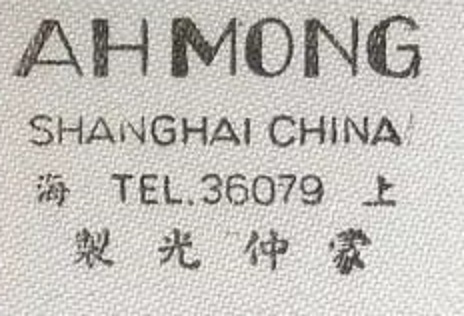 AH MONG
SHANGHAI CHINA
海 TEL.36079 上
製 光 仲 蒙